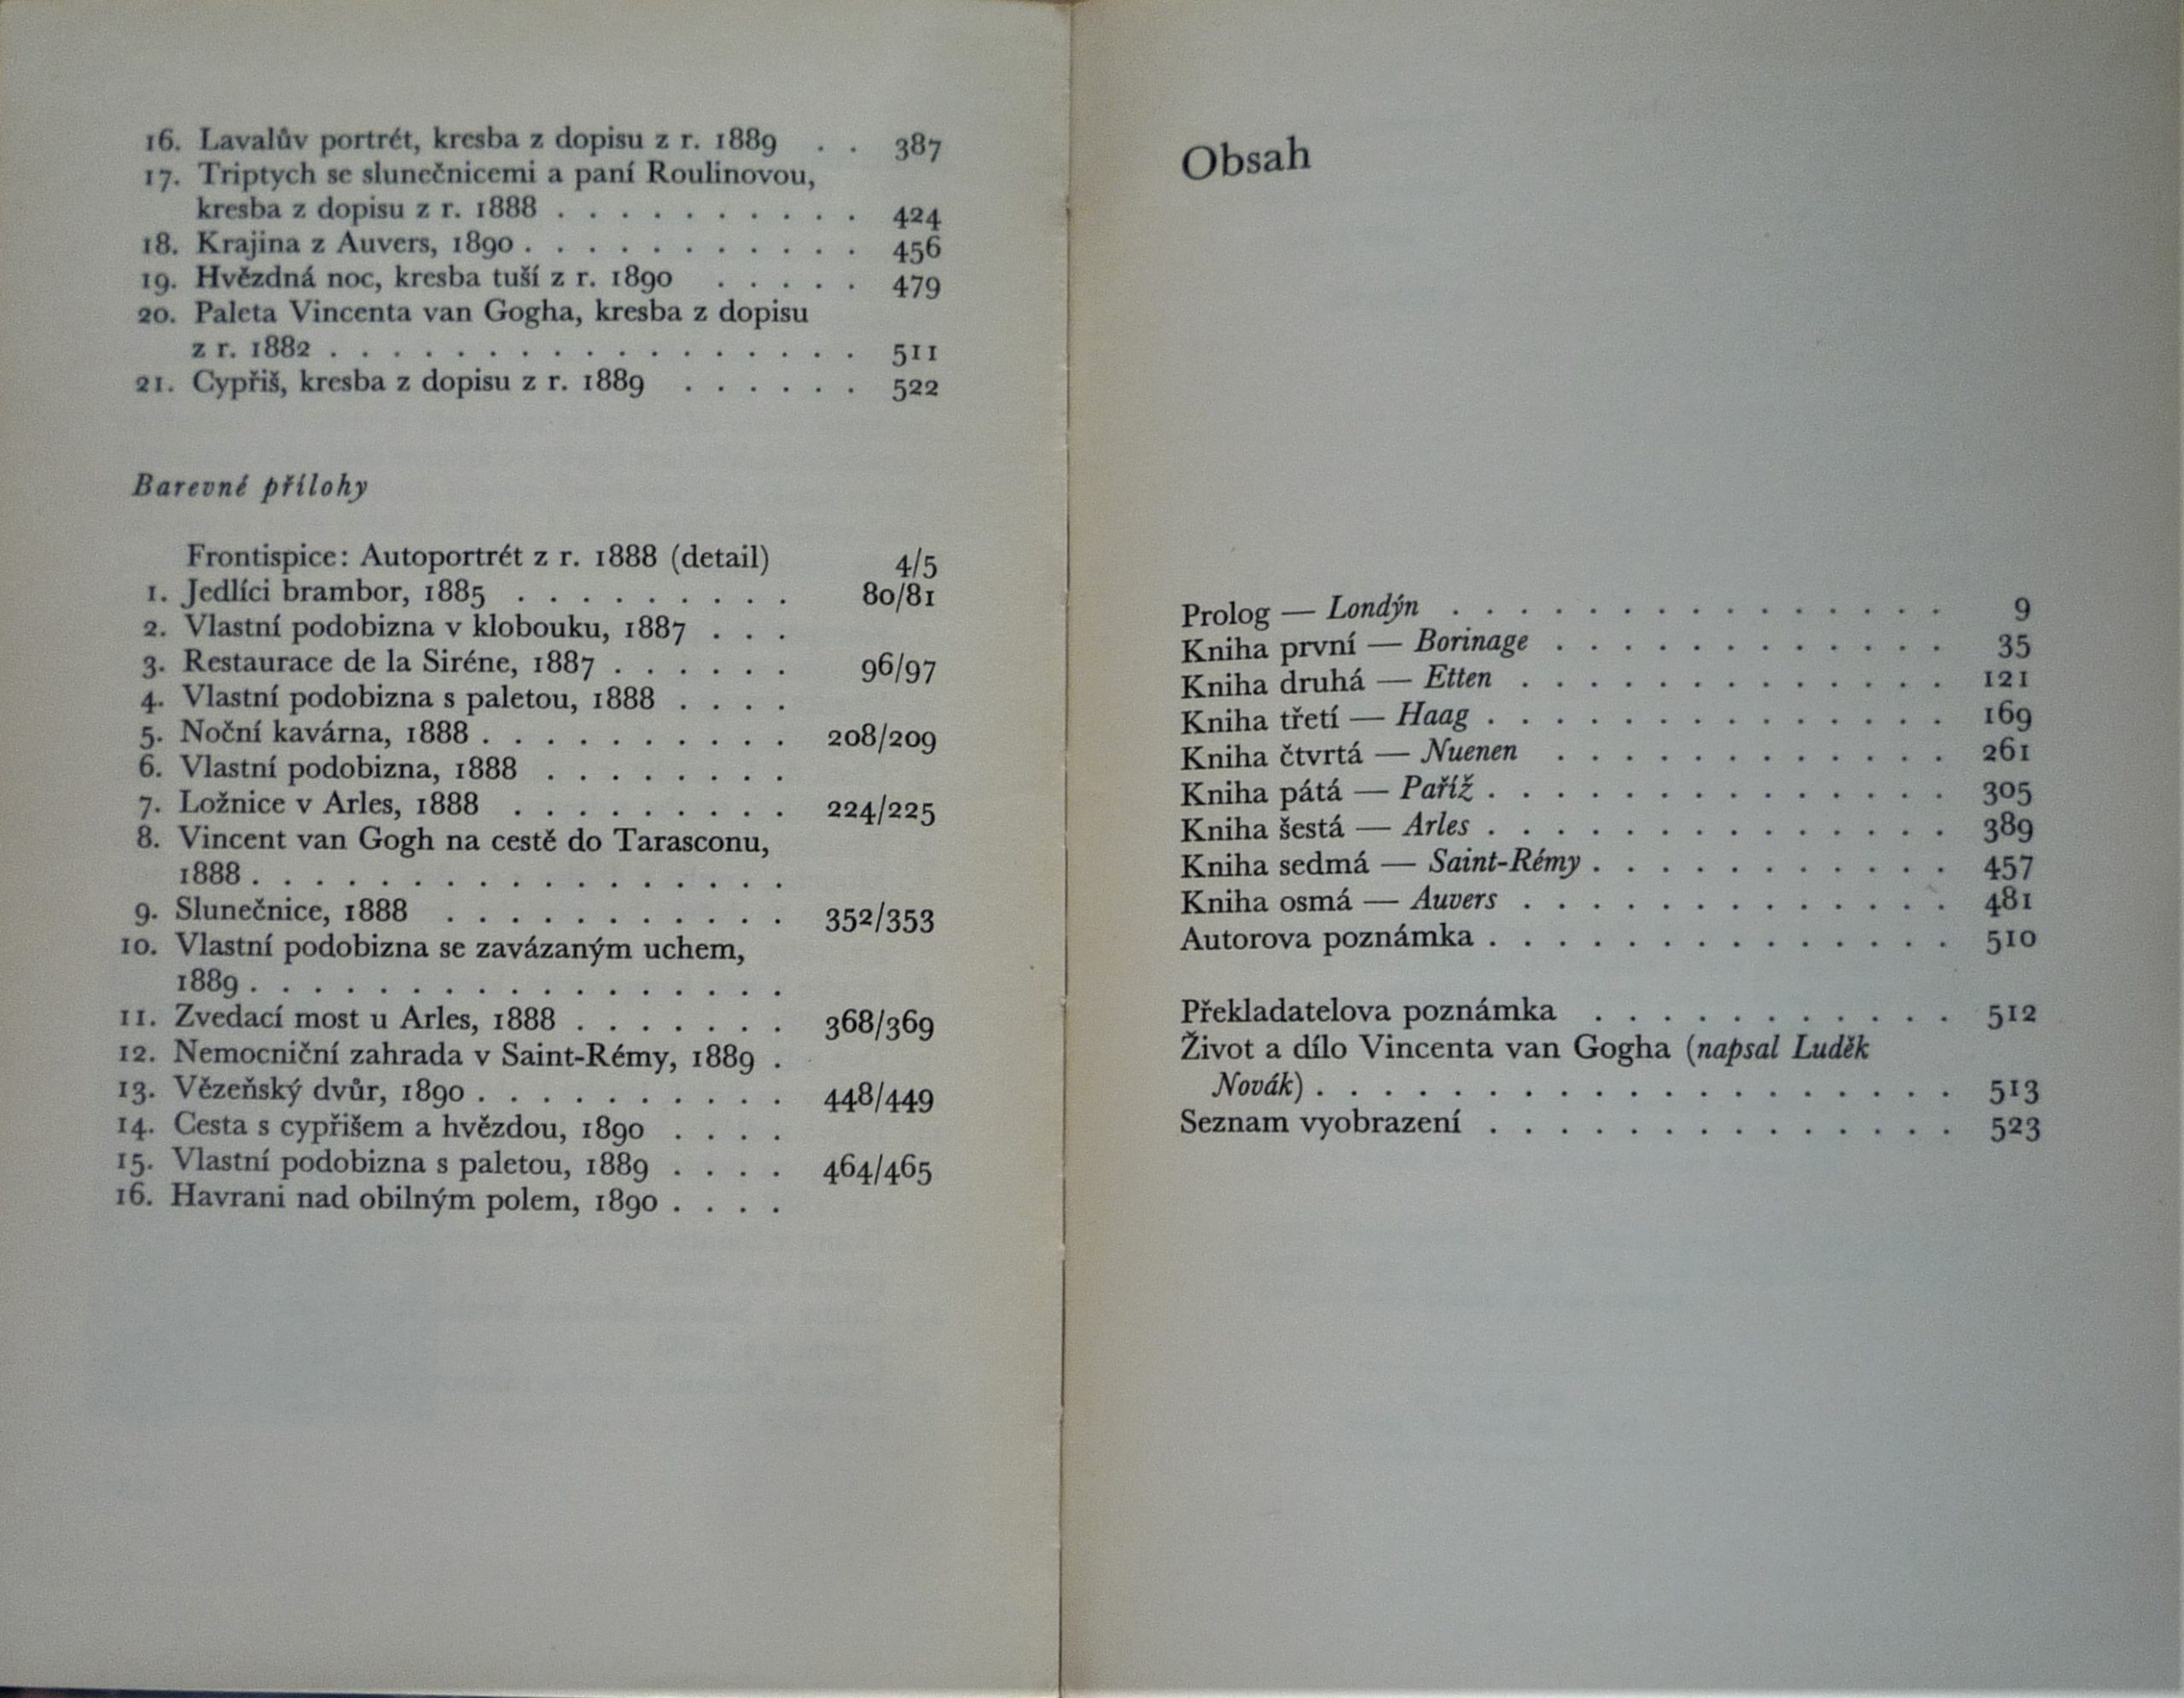 16. Lavalův portrét, kresba z dopisu z r. 1889 . . 387
17. Triptych se slunečnicemi a paní Roulinovou,
kresba z dopisu z r. 1888 . . . . . . . . . . 424
18. Krajina z Auvers, 1890 . . . . . . . . . . . 456
19. Hvězdná noc, kresba tuší z r. 1890 . . . . . 479
20. Paleta Vincenta van Gogha, kresba z dopisu
z r. 1882 . . . . . . . . . . . . . . . . . 511
21. Cypřiš, kresba z dopisu z r. 1889 . . . . . . 522
Barevné přílohy
Frontispice: Autoportrét z r. 1888 (detail) 4/5
1. Jedlíci brambor, 1885 . . . . . . . . . 80/81
2. Vlastní podobizna v klobouku, 1887 . . .
3. Restaurace de la Siréne, 1887 . . . . . . 96/97
4. Vlastní podobizna s paletou, 1888 . . . .
5. Noční kavárna, 1888 . . . . . . . . . . 208/209
6. Vlastní podobizna, 1888 . . . . . . . .
7. Ložnice v Arles, 1888 . . . . . . . . . 224/225
8. Vincent van Gogh na cestě do Tarasconu,
1888 . . . . . . . . . . . . . . . . .
9. Slunečnice, 1888 . . . . . . . . . . . 352/353
10. Vlastní podobizna se zavázaným uchem,
1889 . . . . . . . . . . . . . . . . .
11. Zvedací most u Arles, 1888 . . . . . . . 368/369
12. Nemocniční zahrada v Saint-Rémy, 1889 .
13. Vězeňský dvůr, 1890 . . . . . . . . . . 448/449
14. Cesta s cypřišem a hvězdou, 1890 . . . .
15. Vlastní podobizna s paletou, 1889 . . . . 464/465
16. Havrani nad obilným polem, 1890 . . . .
Obsah
Prolog — Londýn . . . . . . . . . . . . . . . 9
Kniha první — Borinage . . . . . . . . . . . . 35
Kniha druhá — Etten . . . . . . . . . . . . . 121
Kniha třetí — Haag . . . . . . . . . . . . . . 169
Kniha čtvrtá — Nuenen . . . . . . . . . . . . 261
Kniha pátá — Paříž . . . . . . . . . . . . . . 305
Kniha šestá — Arles . . . . . . . . . . . . . . 389
Kniha sedmá — Saint-Rémy . . . . . . . . . . . 457
Kniha osmá — Auvers . . . . . . . . . . . . . 481
Autorova poznámka . . . . . . . . . . . . . . 510
Překladatelova poznámka . . . . . . . . . . . 512
Život a dílo Vincenta van Gogha (napsal Luděk
Novák) . . . . . . . . . . . . . . . . . . . 513
Seznam vyobrazení . . . . . . . . . . . . . . 523